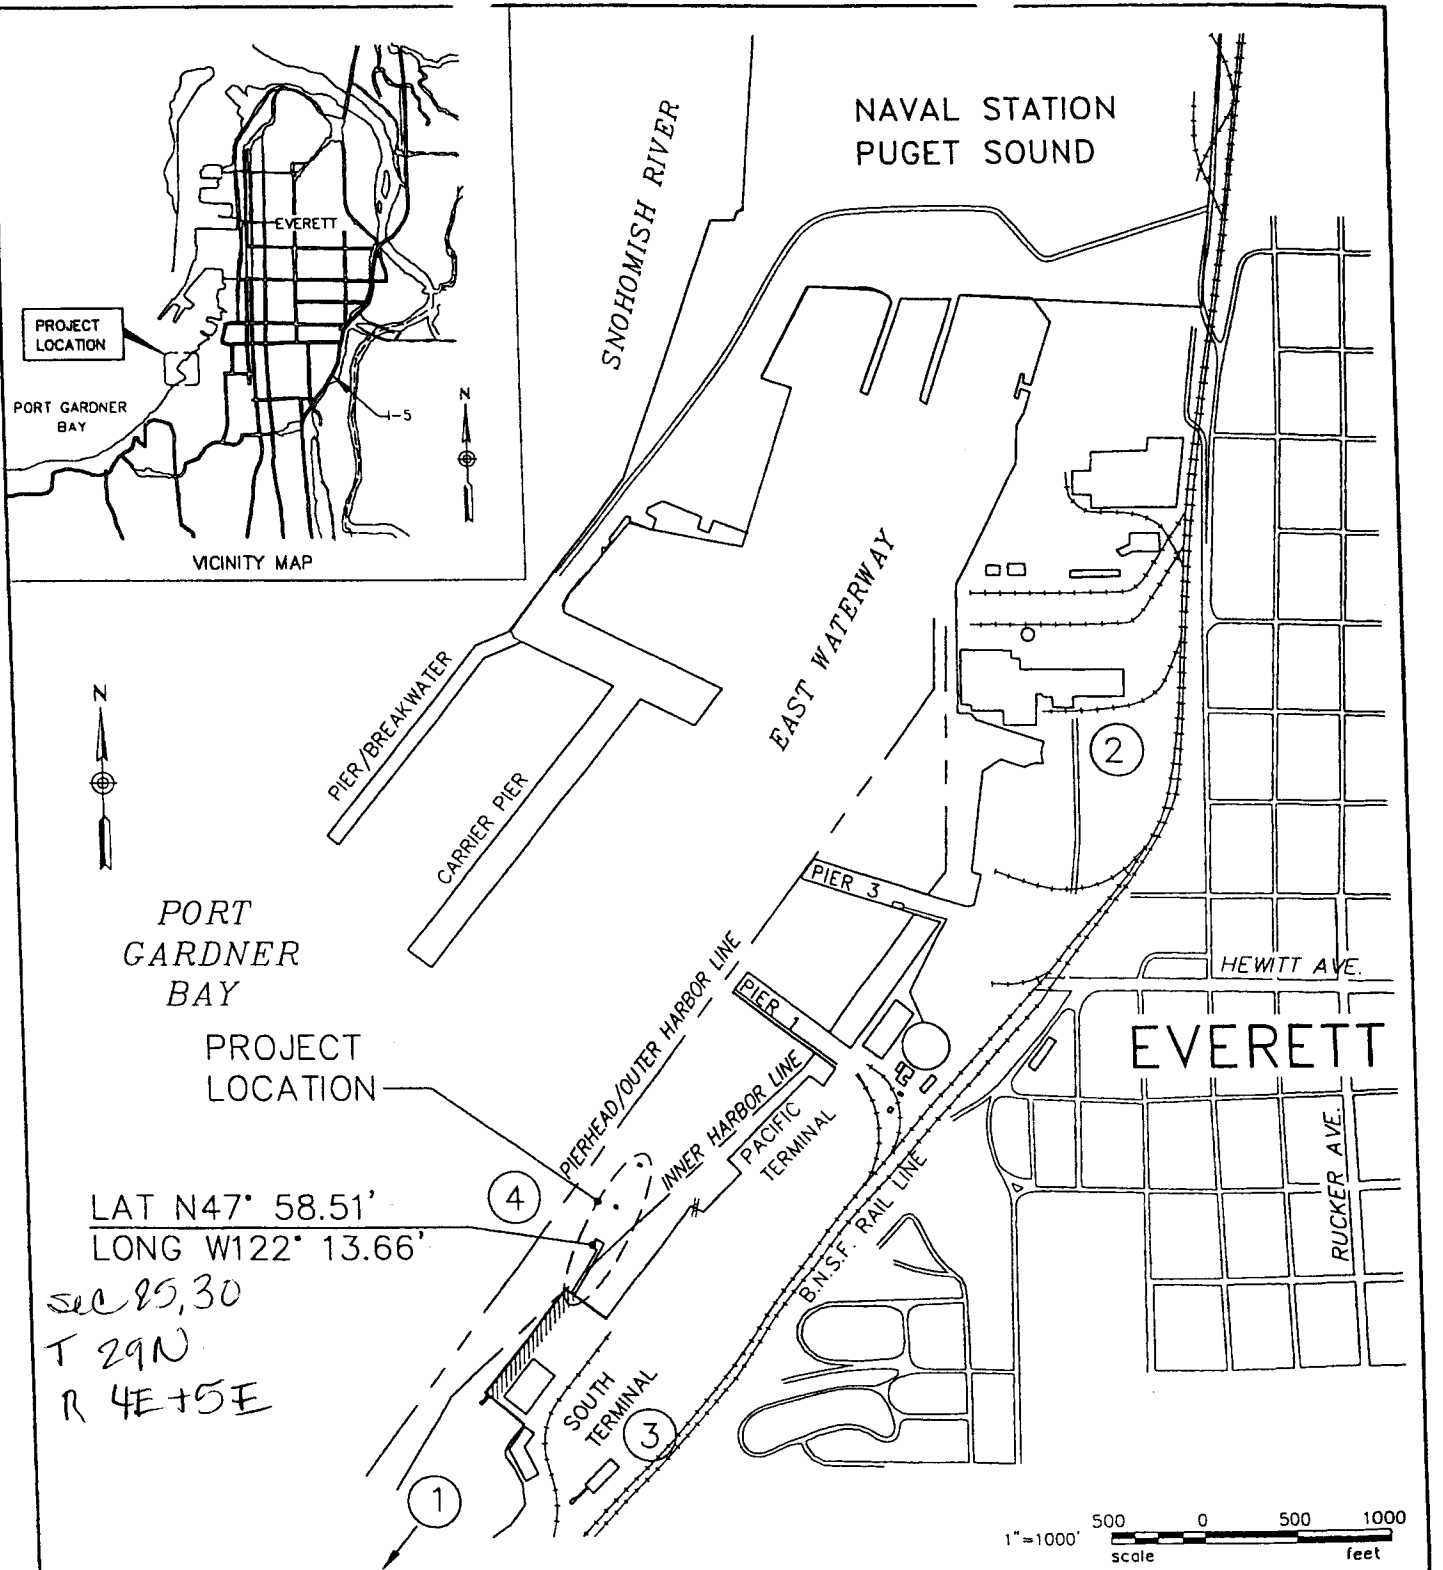 NAVAL STATION
PUGET SOUND
SNOHOMISH RIVER
EVERETT
PROJECT
LOCATION
PORT GARDNER
BAY
I-5
N
VICINITY MAP
EAST WATERWAY
N
PIER/BREAKWATER
CARRIER PIER
2
PIER 3
PORT
GARDNER
BAY
HEWITT AVE.
PIERHEAD/OUTER HARBOR LINE
PIER 1
EVERETT
PROJECT
LOCATION
INNER HARBOR LINE
PACIFIC
TERMINAL
RUCKER AVE.
4
LAT N47° 58.51'
LONG W122° 13.66'
B.N.S.F. RAIL LINE
sec 25,30
T 29N
R 4E+5E
SOUTH
TERMINAL
3
1
1"=1000'
500 0 500 1000
scale feet